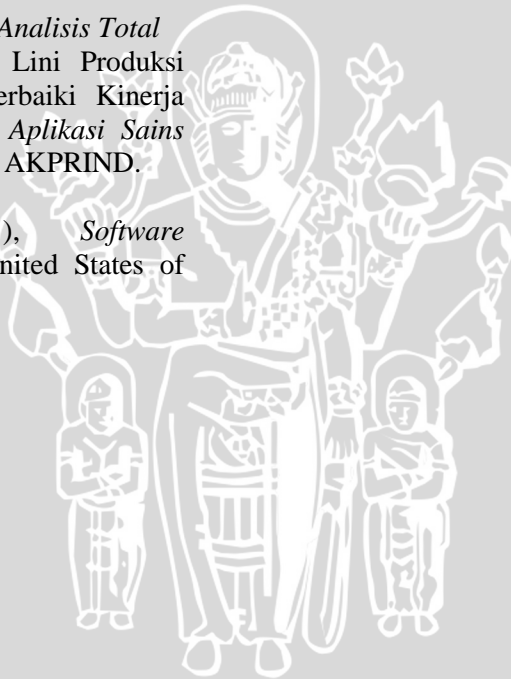 Analisis Total
Lini Produksi
erbaiki Kinerja
Aplikasi Sains
AKPRIND.
), Software
nited States of